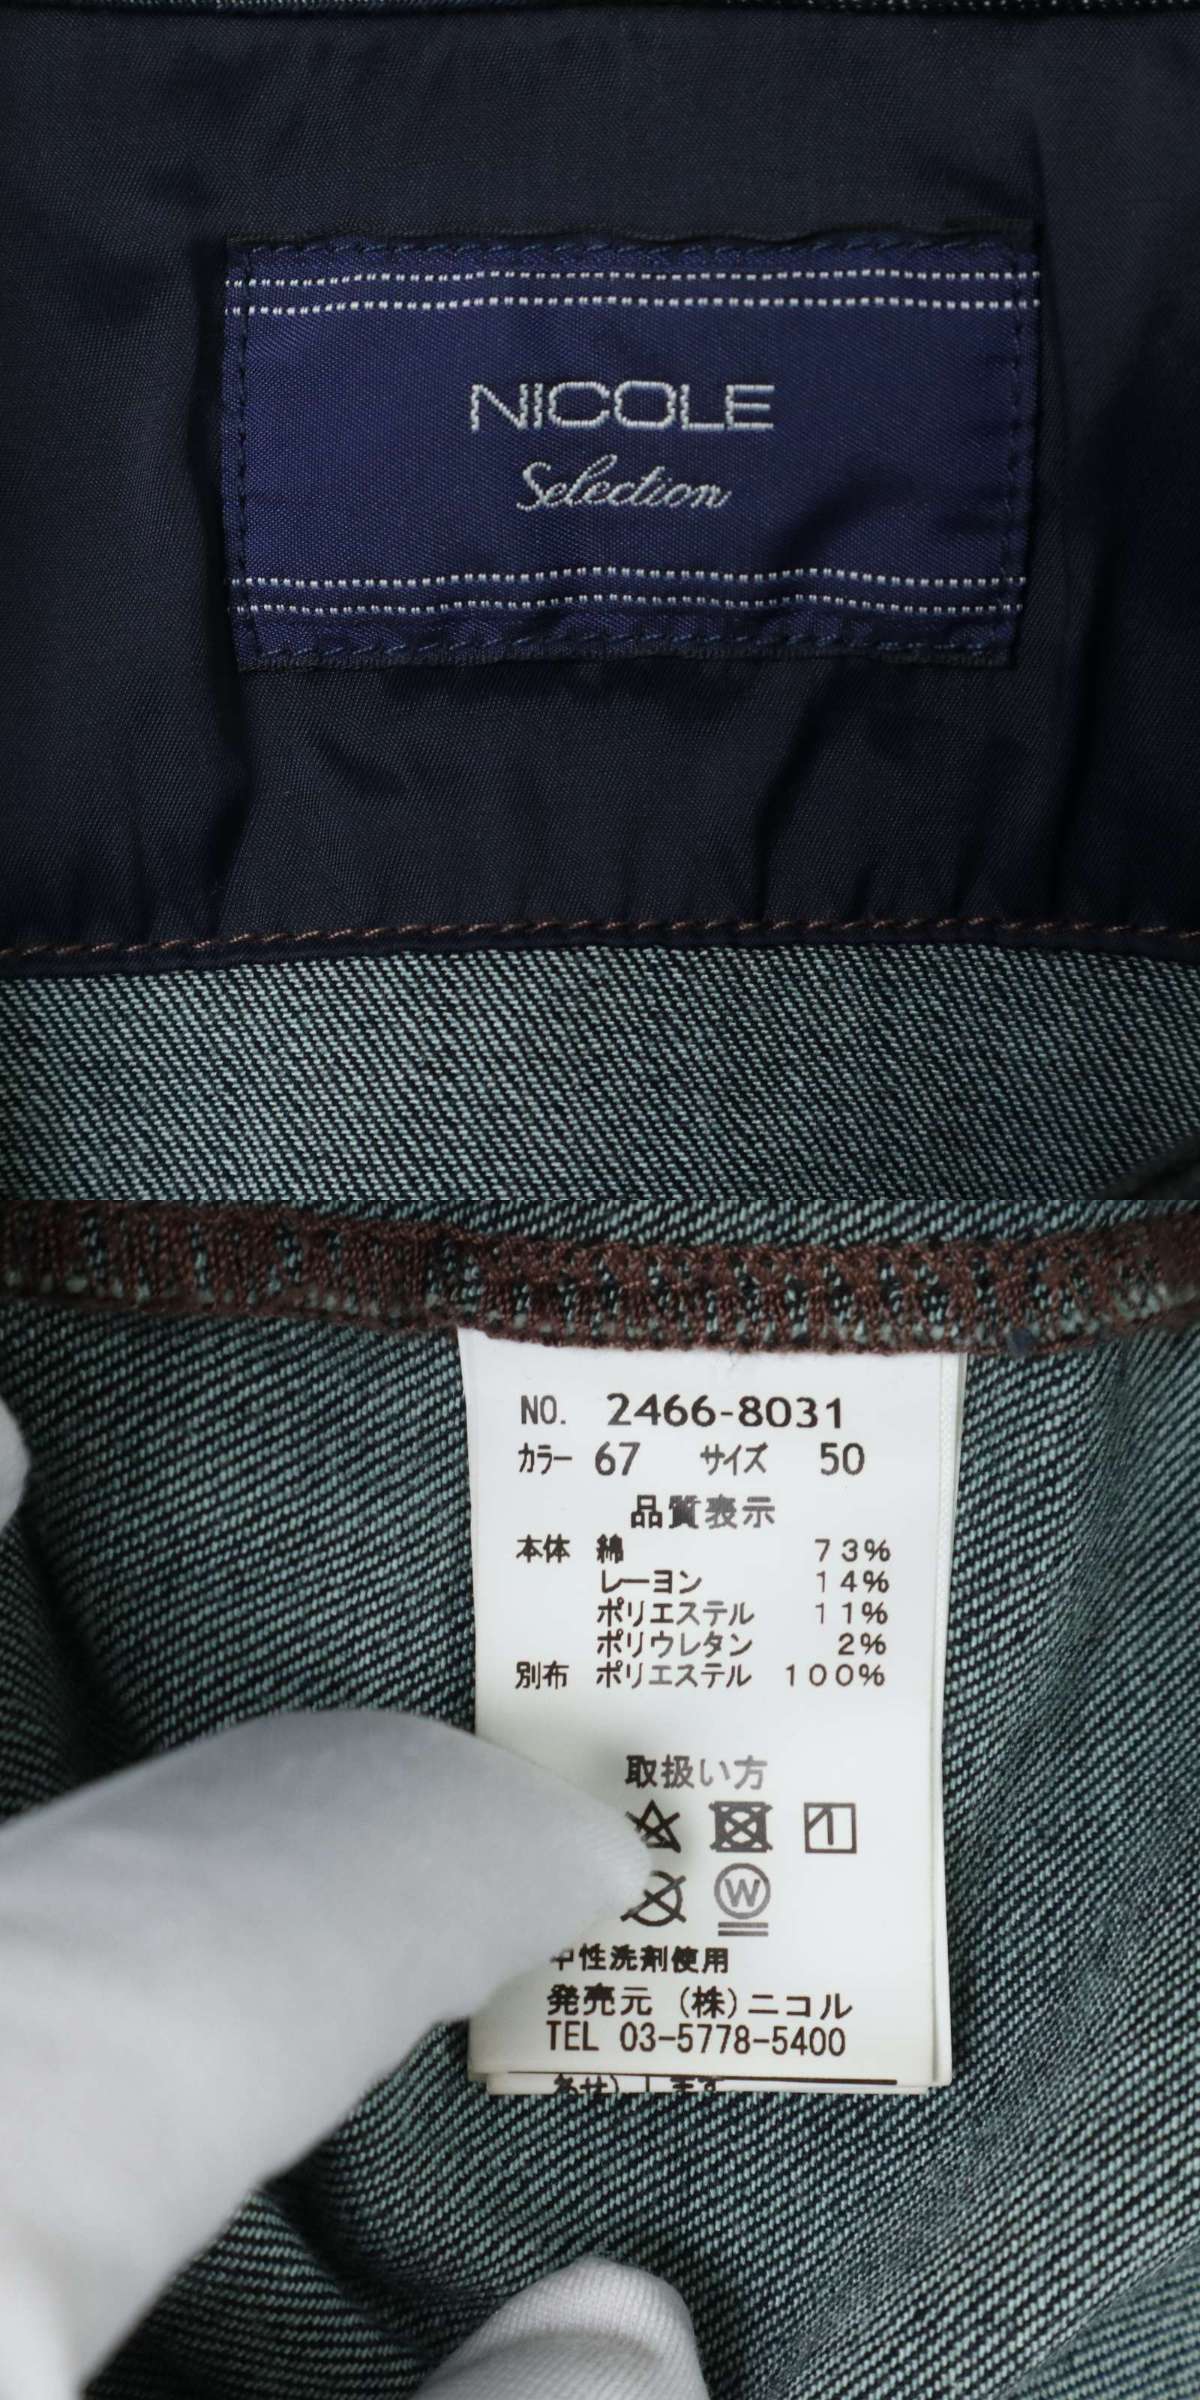 NICOLE
Selection
NO. 2466-8031
カラー 67 サイズ 50
品質表示
本体 綿 73%
レーヨン 14%
ポリエステル 11%
ポリウレタン 2%
別布 ポリエステル 100%
取扱い方
W
中性洗剤使用
発売元 (株)ニコル
TEL 03-5778-5400